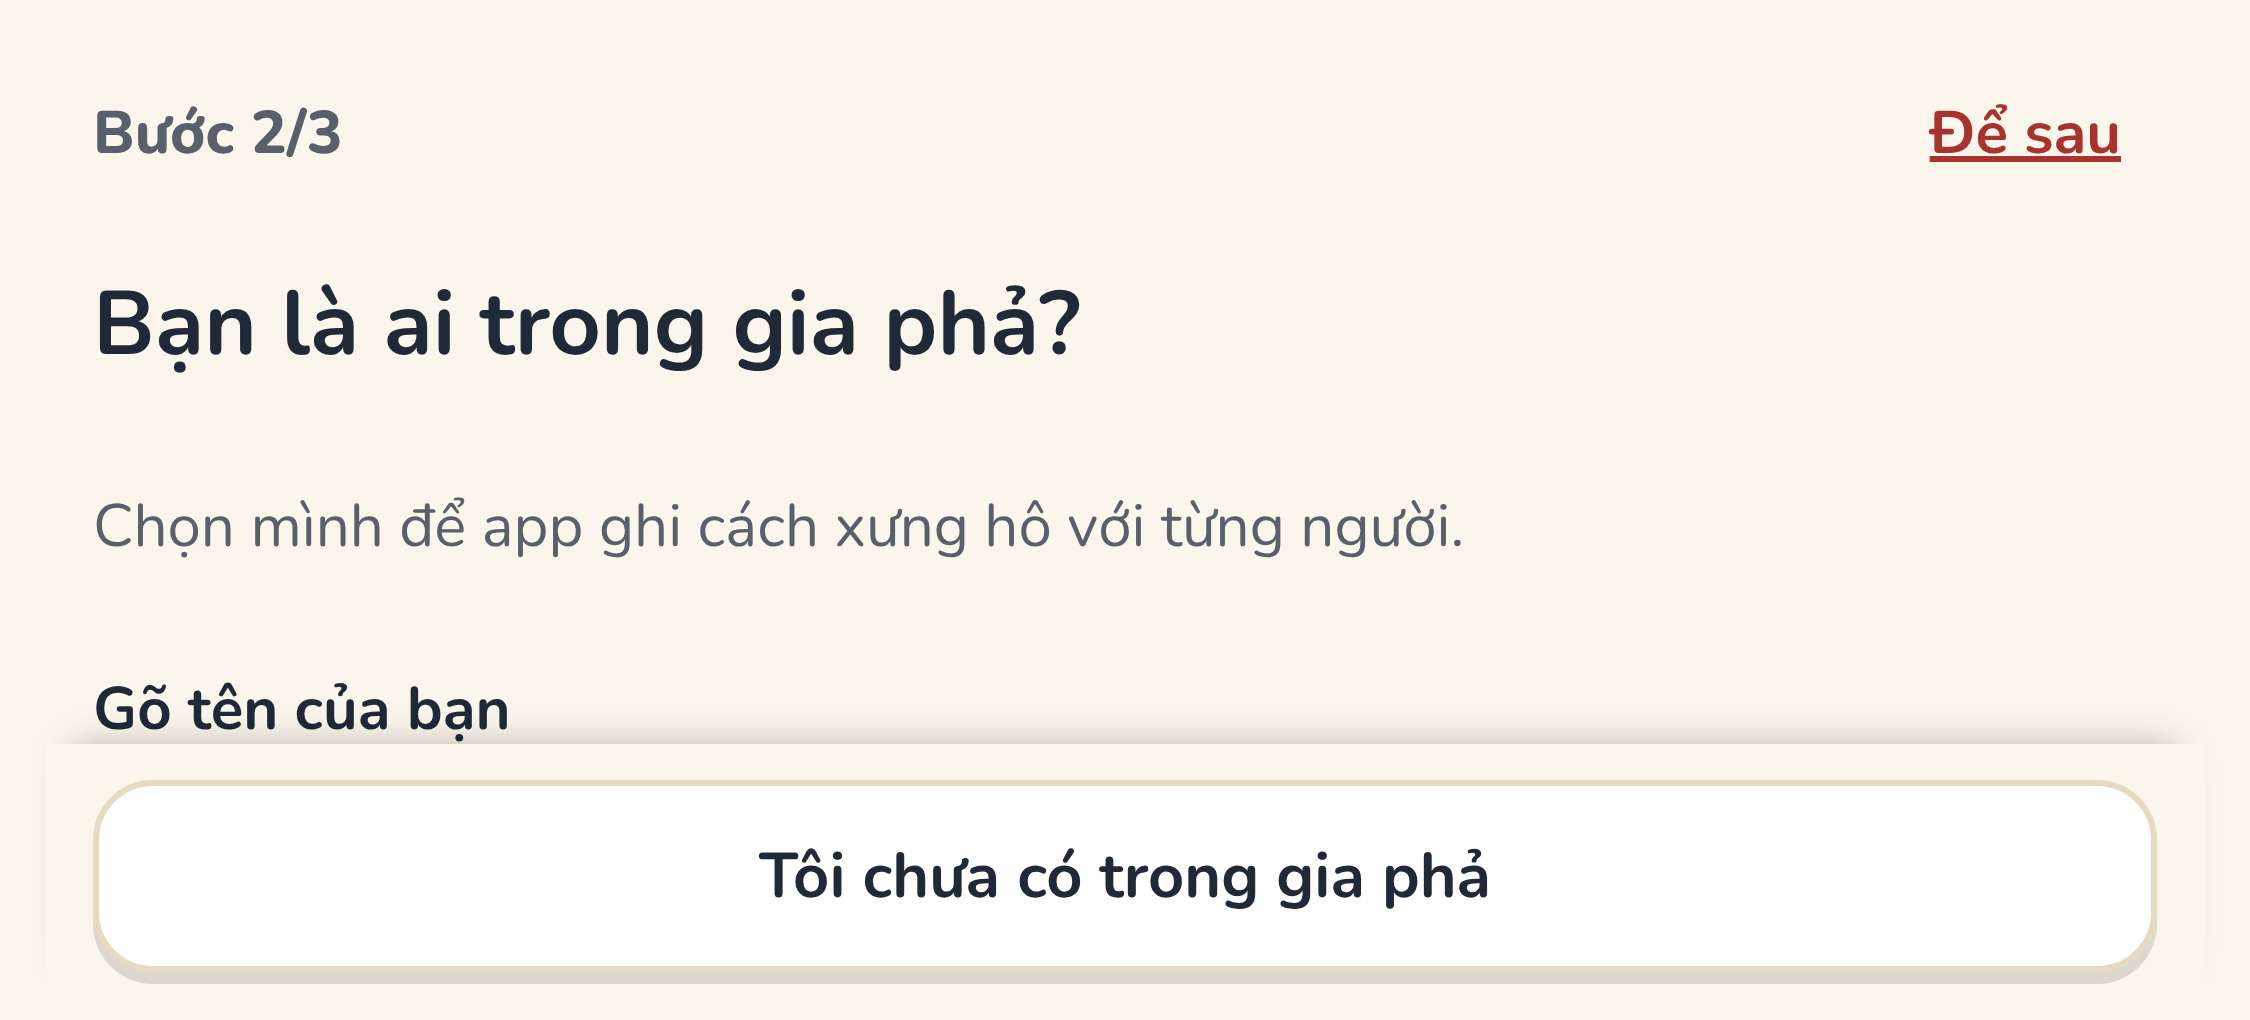 Bước 2/3
Để sau
Bạn là ai trong gia phả?
Chọn mình để app ghi cách xưng hô với từng người.
Gõ tên của bạn
Tôi chưa có trong gia phả